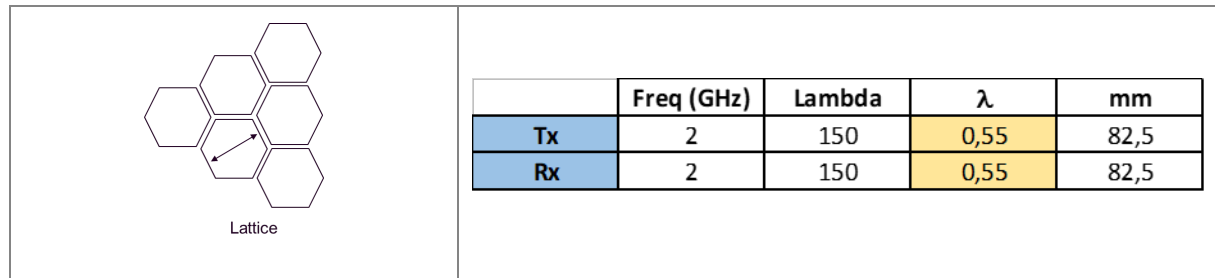 Lattice
Freq (GHz) Lambda λ mm
Tx 2 150 0,55 82,5
Rx 2 150 0,55 82,5